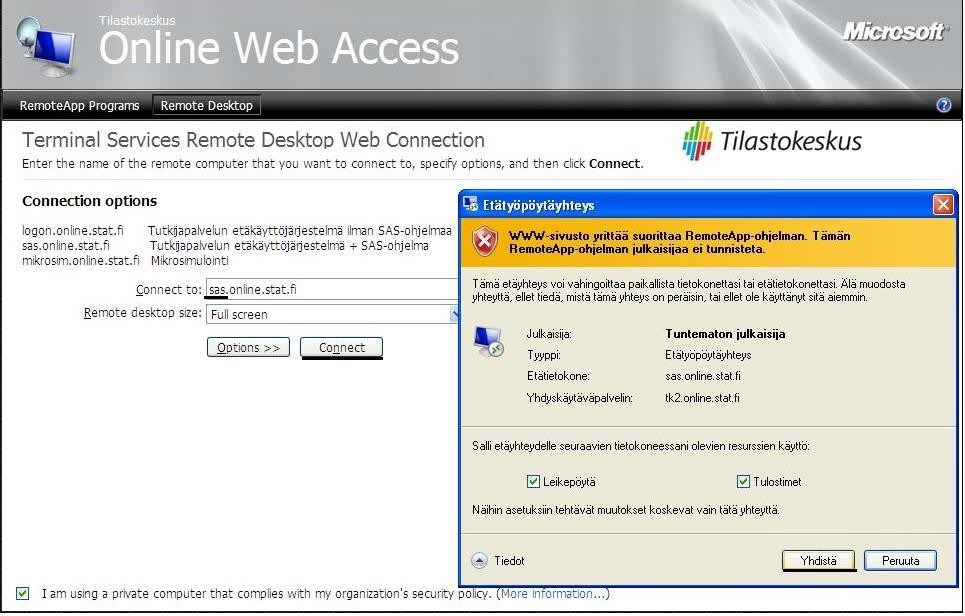 Tilastokeskus
Online Web Access
Microsoft
RemoteApp Programs Remote Desktop
?
Terminal Services Remote Desktop Web Connection
Enter the name of the remote computer that you want to connect to, specify options, and then click Connect.
Tilastokeskus
Connection options
logon.online.stat.fi Tutkijapalvelun etäkäyttöjärjestelmä ilman SAS-ohjelmaa
sas.online.stat.fi Tutkijapalvelun etäkäyttöjärjestelmä + SAS-ohjelma
mikrosim.online.stat.fi Mikrosimulointi
Connect to: sas.online.stat.fi
Remote desktop size: Full screen
Options >> Connect
Etätyöpöytäyhteys
WWW-sivusto yrittää suorittaa RemoteApp-ohjelman. Tämän
RemoteApp-ohjelman julkaisijaa ei tunnisteta.
Tämä etäyhteys voi vahingoittaa paikallista tietokonettasi tai etätietokonettasi. Älä muodosta
yhteyttä, ellet tiedä, mistä tämä yhteys on peräisin, tai ellet ole käyttänyt sitä aiemmin.
Julkaisija: Tuntematon julkaisija
Tyyppi: Etätyöpöytäyhteys
Etätietokone: sas.online.stat.fi
Yhdyskäytäväpalvelin: tk2.online.stat.fi
Salli etäyhteydelle seuraavien tietokoneessani olevien resurssien käyttö:
Leikepöytä Tulostimet
Näihin asetuksiin tehtävät muutokset koskevat vain tätä yhteyttä.
Tiedot Yhdistä Peruuta
I am using a private computer that complies with my organization's security policy. (More information...)